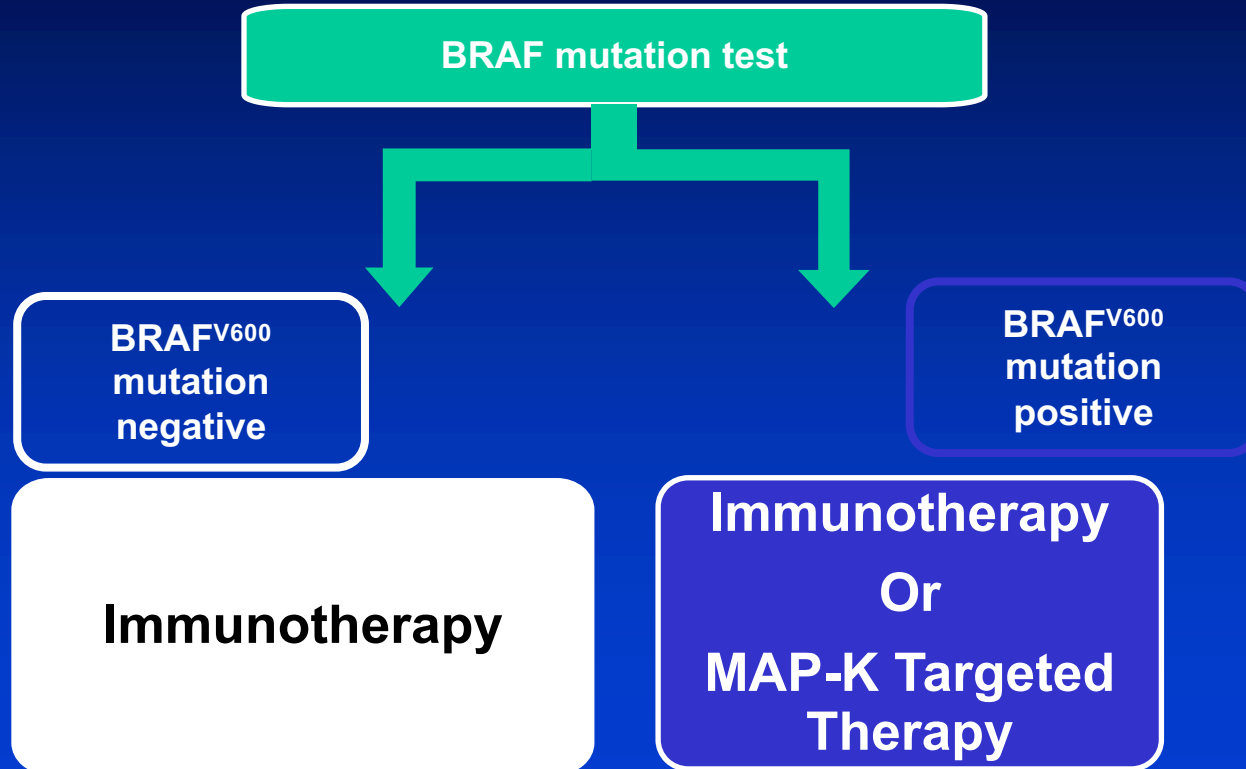 BRAF mutation test
BRAFV600
mutation
negative
BRAFV600
mutation
positive
Immunotherapy
Immunotherapy
Or
MAP-K Targeted
Therapy